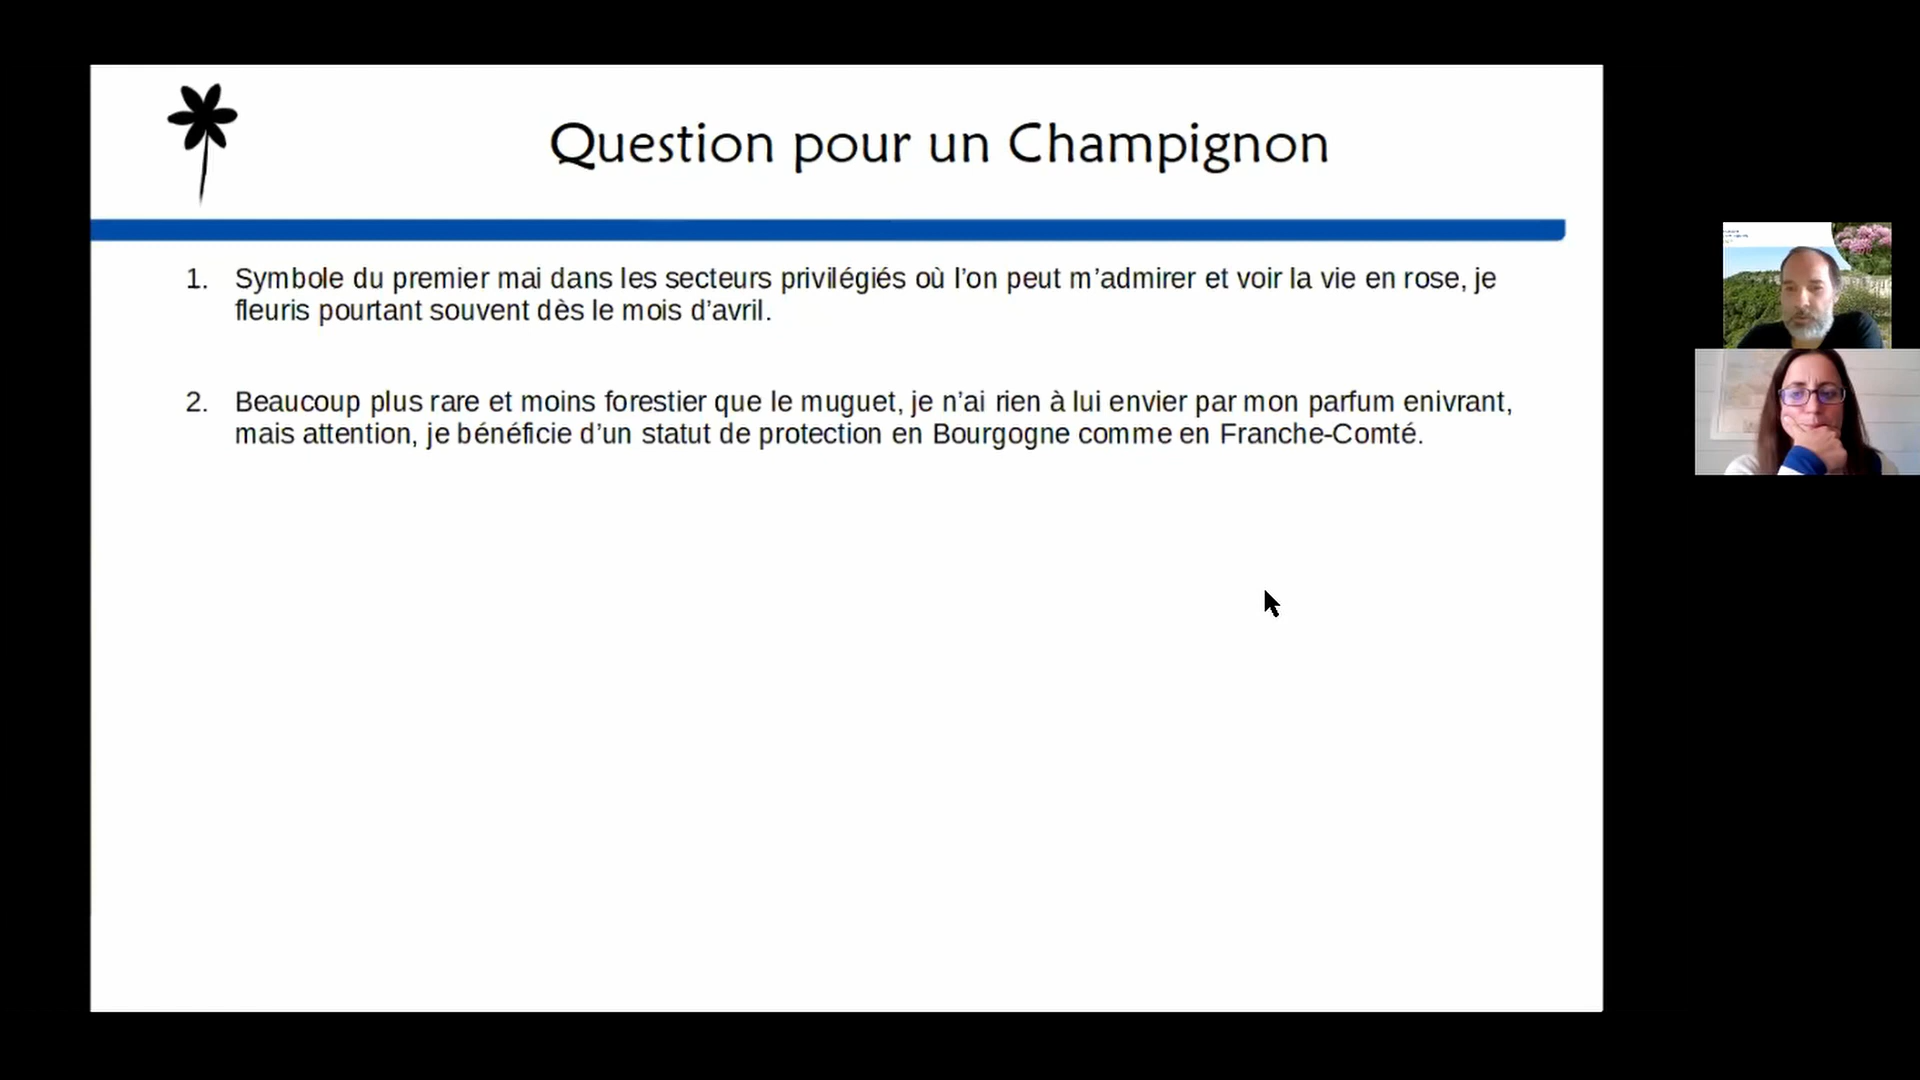 Question pour un Champignon
1. Symbole du premier mai dans les secteurs privilégiés où l’on peut m’admirer et voir la vie en rose, je
fleuris pourtant souvent dès le mois d’avril.
2. Beaucoup plus rare et moins forestier que le muguet, je n’ai rien à lui envier par mon parfum enivrant,
mais attention, je bénéficie d’un statut de protection en Bourgogne comme en Franche-Comté.